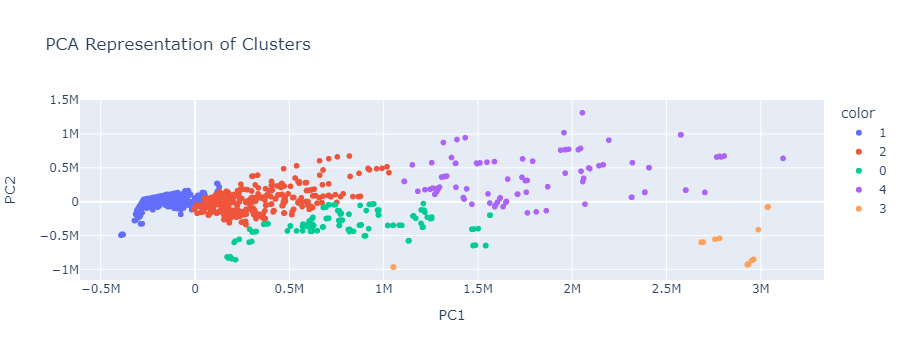 PCA Representation of Clusters
1.5M
1M
0.5M
0
−0.5M
−1M
PC2
−0.5M 0 0.5M 1M 1.5M 2M 2.5M 3M
PC1
color
1
2
0
4
3